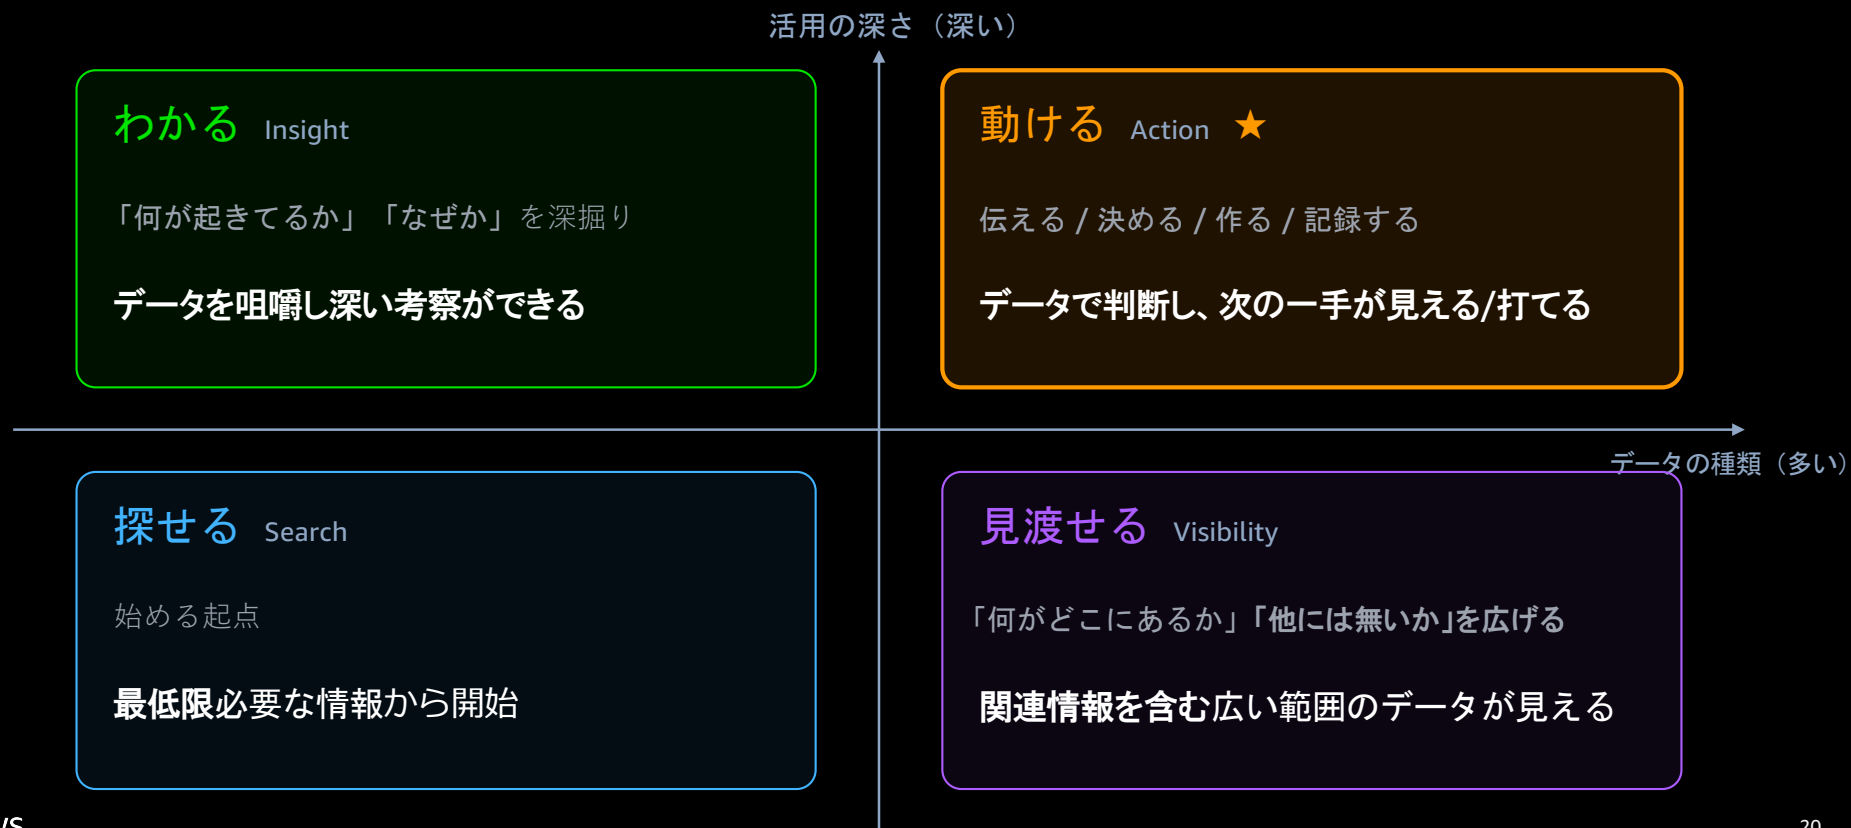 活用の深さ（深い）
わかる Insight
「何が起きてるか」「なぜか」を深掘り
データを咀嚼し深い考察ができる
動ける Action ★
伝える / 決める / 作る / 記録する
データで判断し、次の一手が見える/打てる
データの種類（多い）
探せる Search
始める起点
最低限必要な情報から開始
見渡せる Visibility
「何がどこにあるか」「他には無いか」を広げる
関連情報を含む広い範囲のデータが見える
20